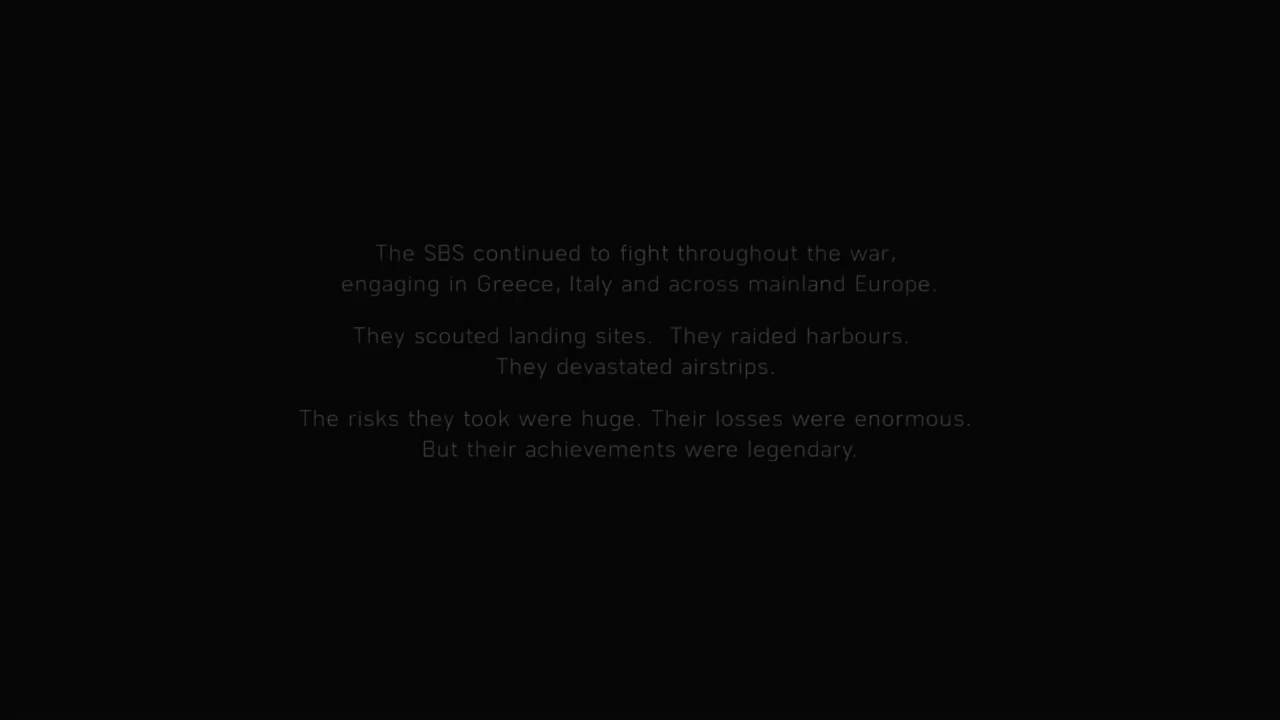 The SBS continued to fight throughout the war,
engaging in Greece, Italy and across mainland Europe.
They scouted landing sites.  They raided harbours.
They devastated airstrips.
The risks they took were huge. Their losses were enormous.
But their achievements were legendary.